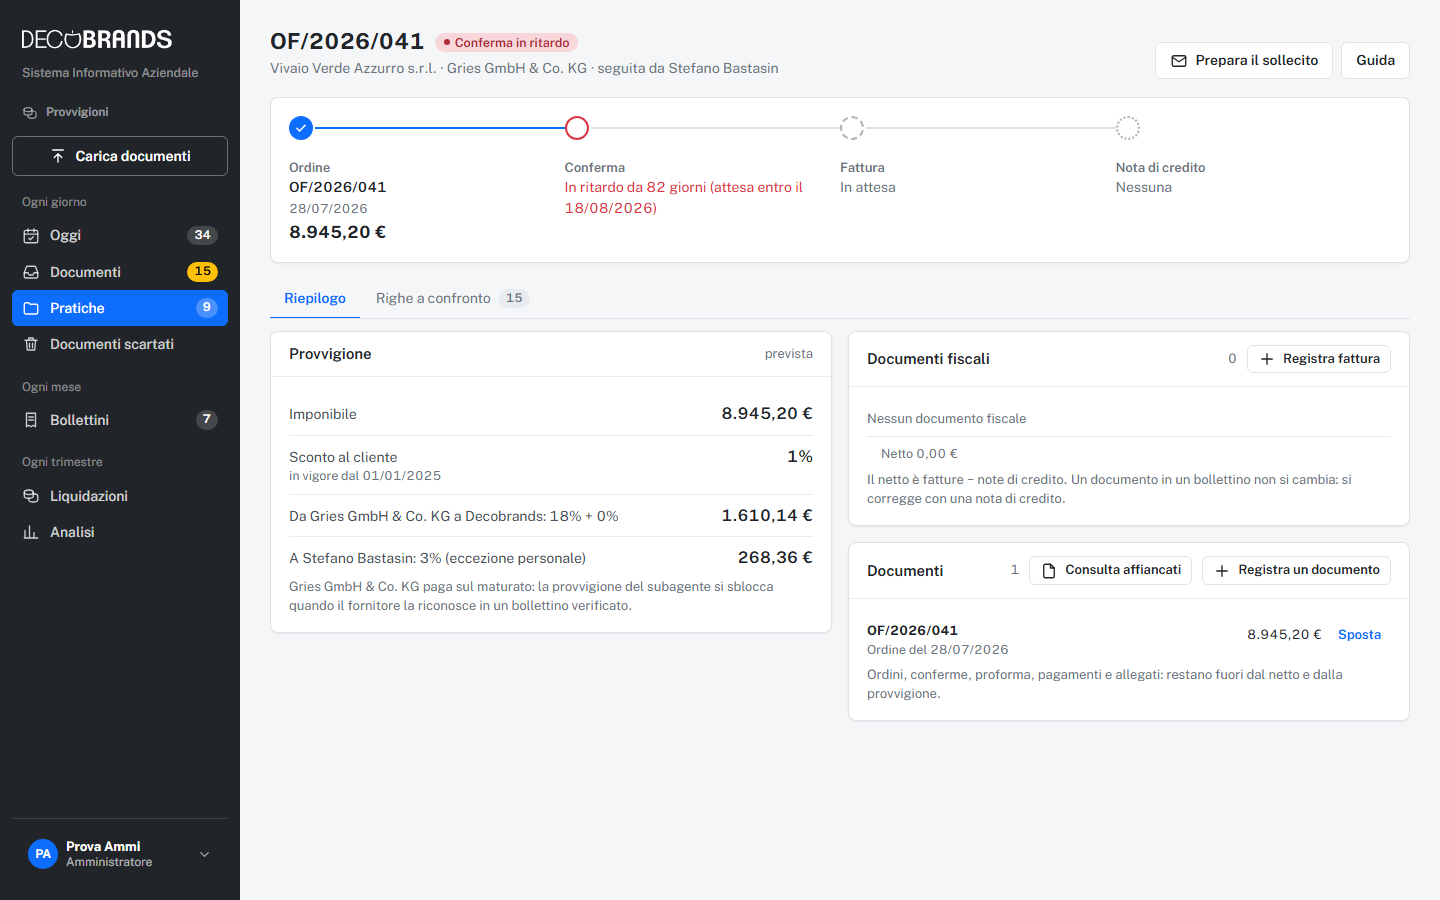 DECOBRANDS
Sistema Informativo Aziendale
Provvigioni
Carica documenti
Ogni giorno
Oggi 34
Documenti 15
Pratiche 9
Documenti scartati
Ogni mese
Bollettini 7
Ogni trimestre
Liquidazioni
Analisi
PA
Prova Ammi
Amministratore
OF/2026/041 Conferma in ritardo
Vivaio Verde Azzurro s.r.l. · Gries GmbH & Co. KG · seguita da Stefano Bastasin
Prepara il sollecito
Guida
Ordine
OF/2026/041
28/07/2026
8.945,20 €
Conferma
In ritardo da 82 giorni (attesa entro il
18/08/2026)
Fattura
In attesa
Nota di credito
Nessuna
Riepilogo
Righe a confronto 15
Provvigione prevista
Imponibile 8.945,20 €
Sconto al cliente 1%
in vigore dal 01/01/2025
Da Gries GmbH & Co. KG a Decobrands: 18% + 0% 1.610,14 €
A Stefano Bastasin: 3% (eccezione personale) 268,36 €
Gries GmbH & Co. KG paga sul maturato: la provvigione del subagente si sblocca
quando il fornitore la riconosce in un bollettino verificato.
Documenti fiscali 0 Registra fattura
Nessun documento fiscale
Netto 0,00 €
Il netto è fatture − note di credito. Un documento in un bollettino non si cambia: si
corregge con una nota di credito.
Documenti 1 Consulta affiancati Registra un documento
OF/2026/041
Ordine del 28/07/2026
8.945,20 € Sposta
Ordini, conferme, proforma, pagamenti e allegati: restano fuori dal netto e dalla
provvigione.